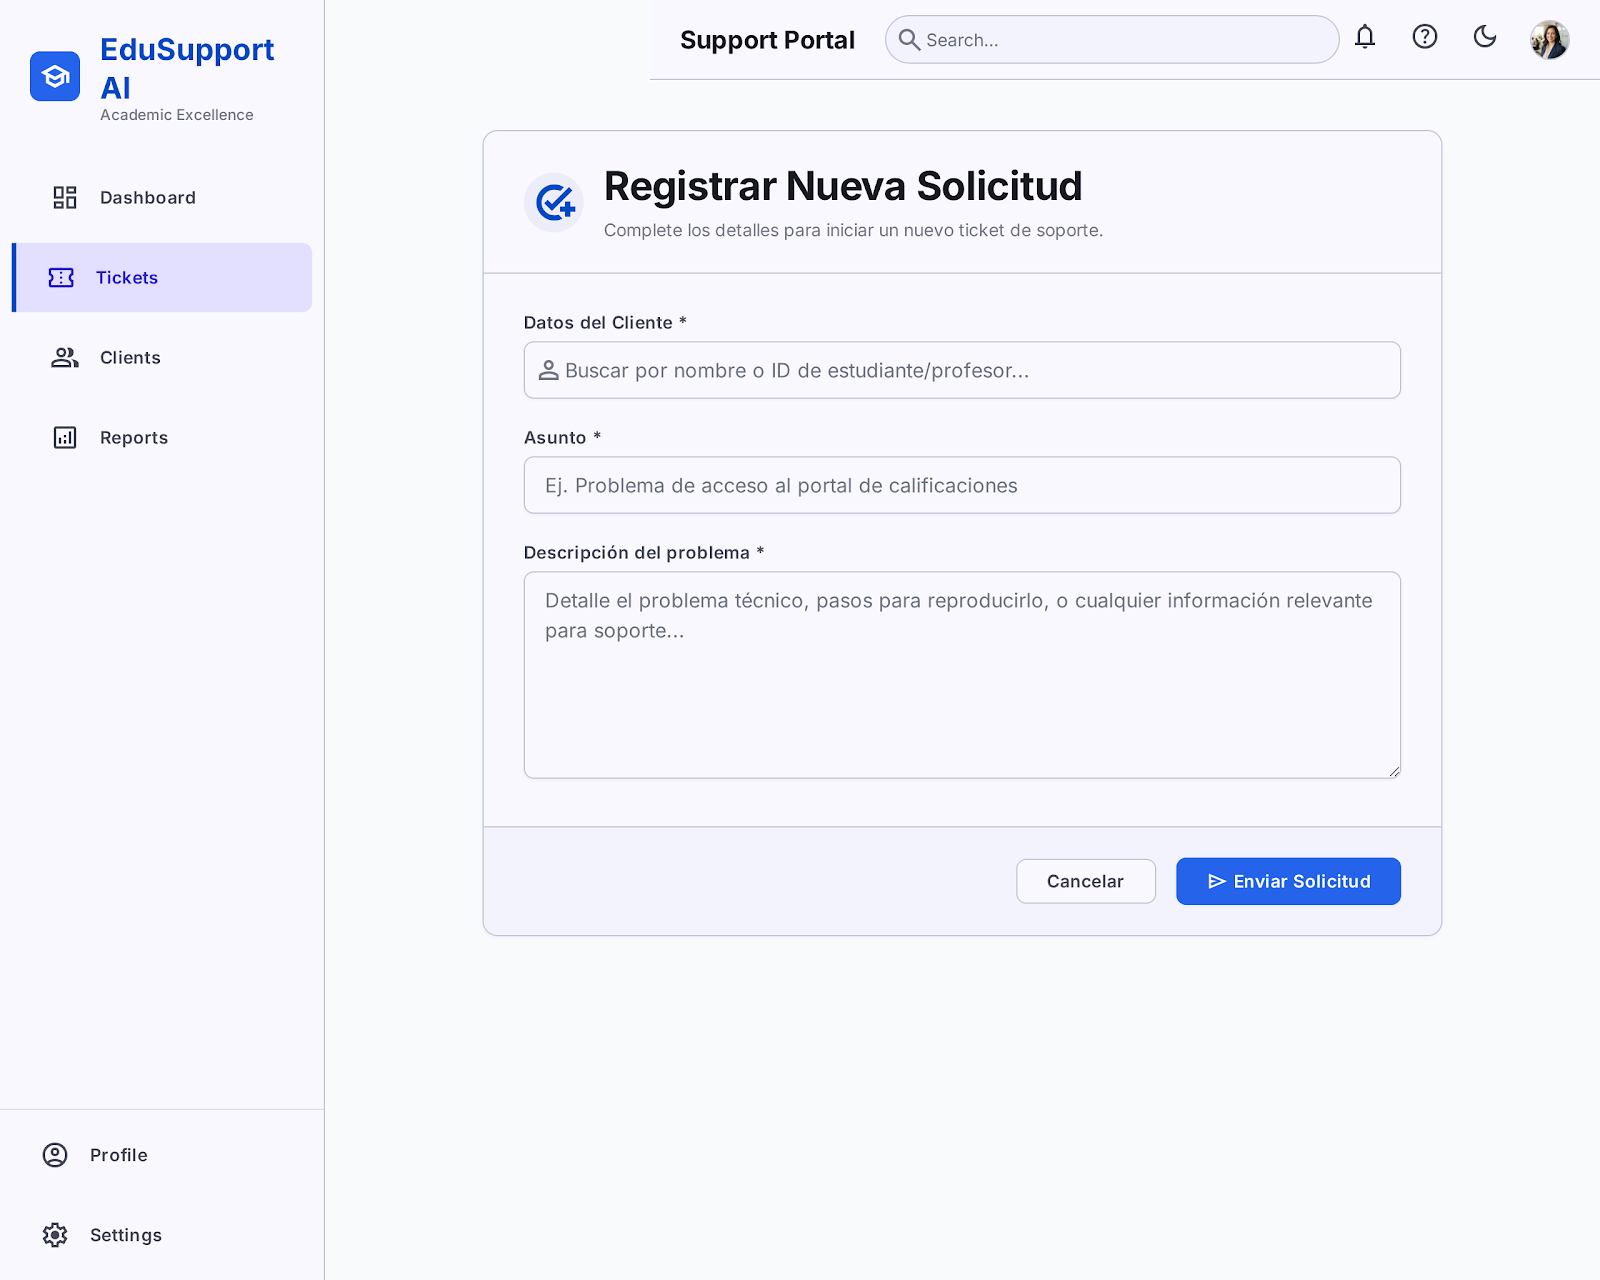 EduSupport
AI
Academic Excellence
Dashboard
Tickets
Clients
Reports
Profile
Settings
Support Portal
Search...
Registrar Nueva Solicitud
Complete los detalles para iniciar un nuevo ticket de soporte.
Datos del Cliente *
Buscar por nombre o ID de estudiante/profesor...
Asunto *
Ej. Problema de acceso al portal de calificaciones
Descripción del problema *
Detalle el problema técnico, pasos para reproducirlo, o cualquier información relevante
para soporte...
Cancelar
Enviar Solicitud